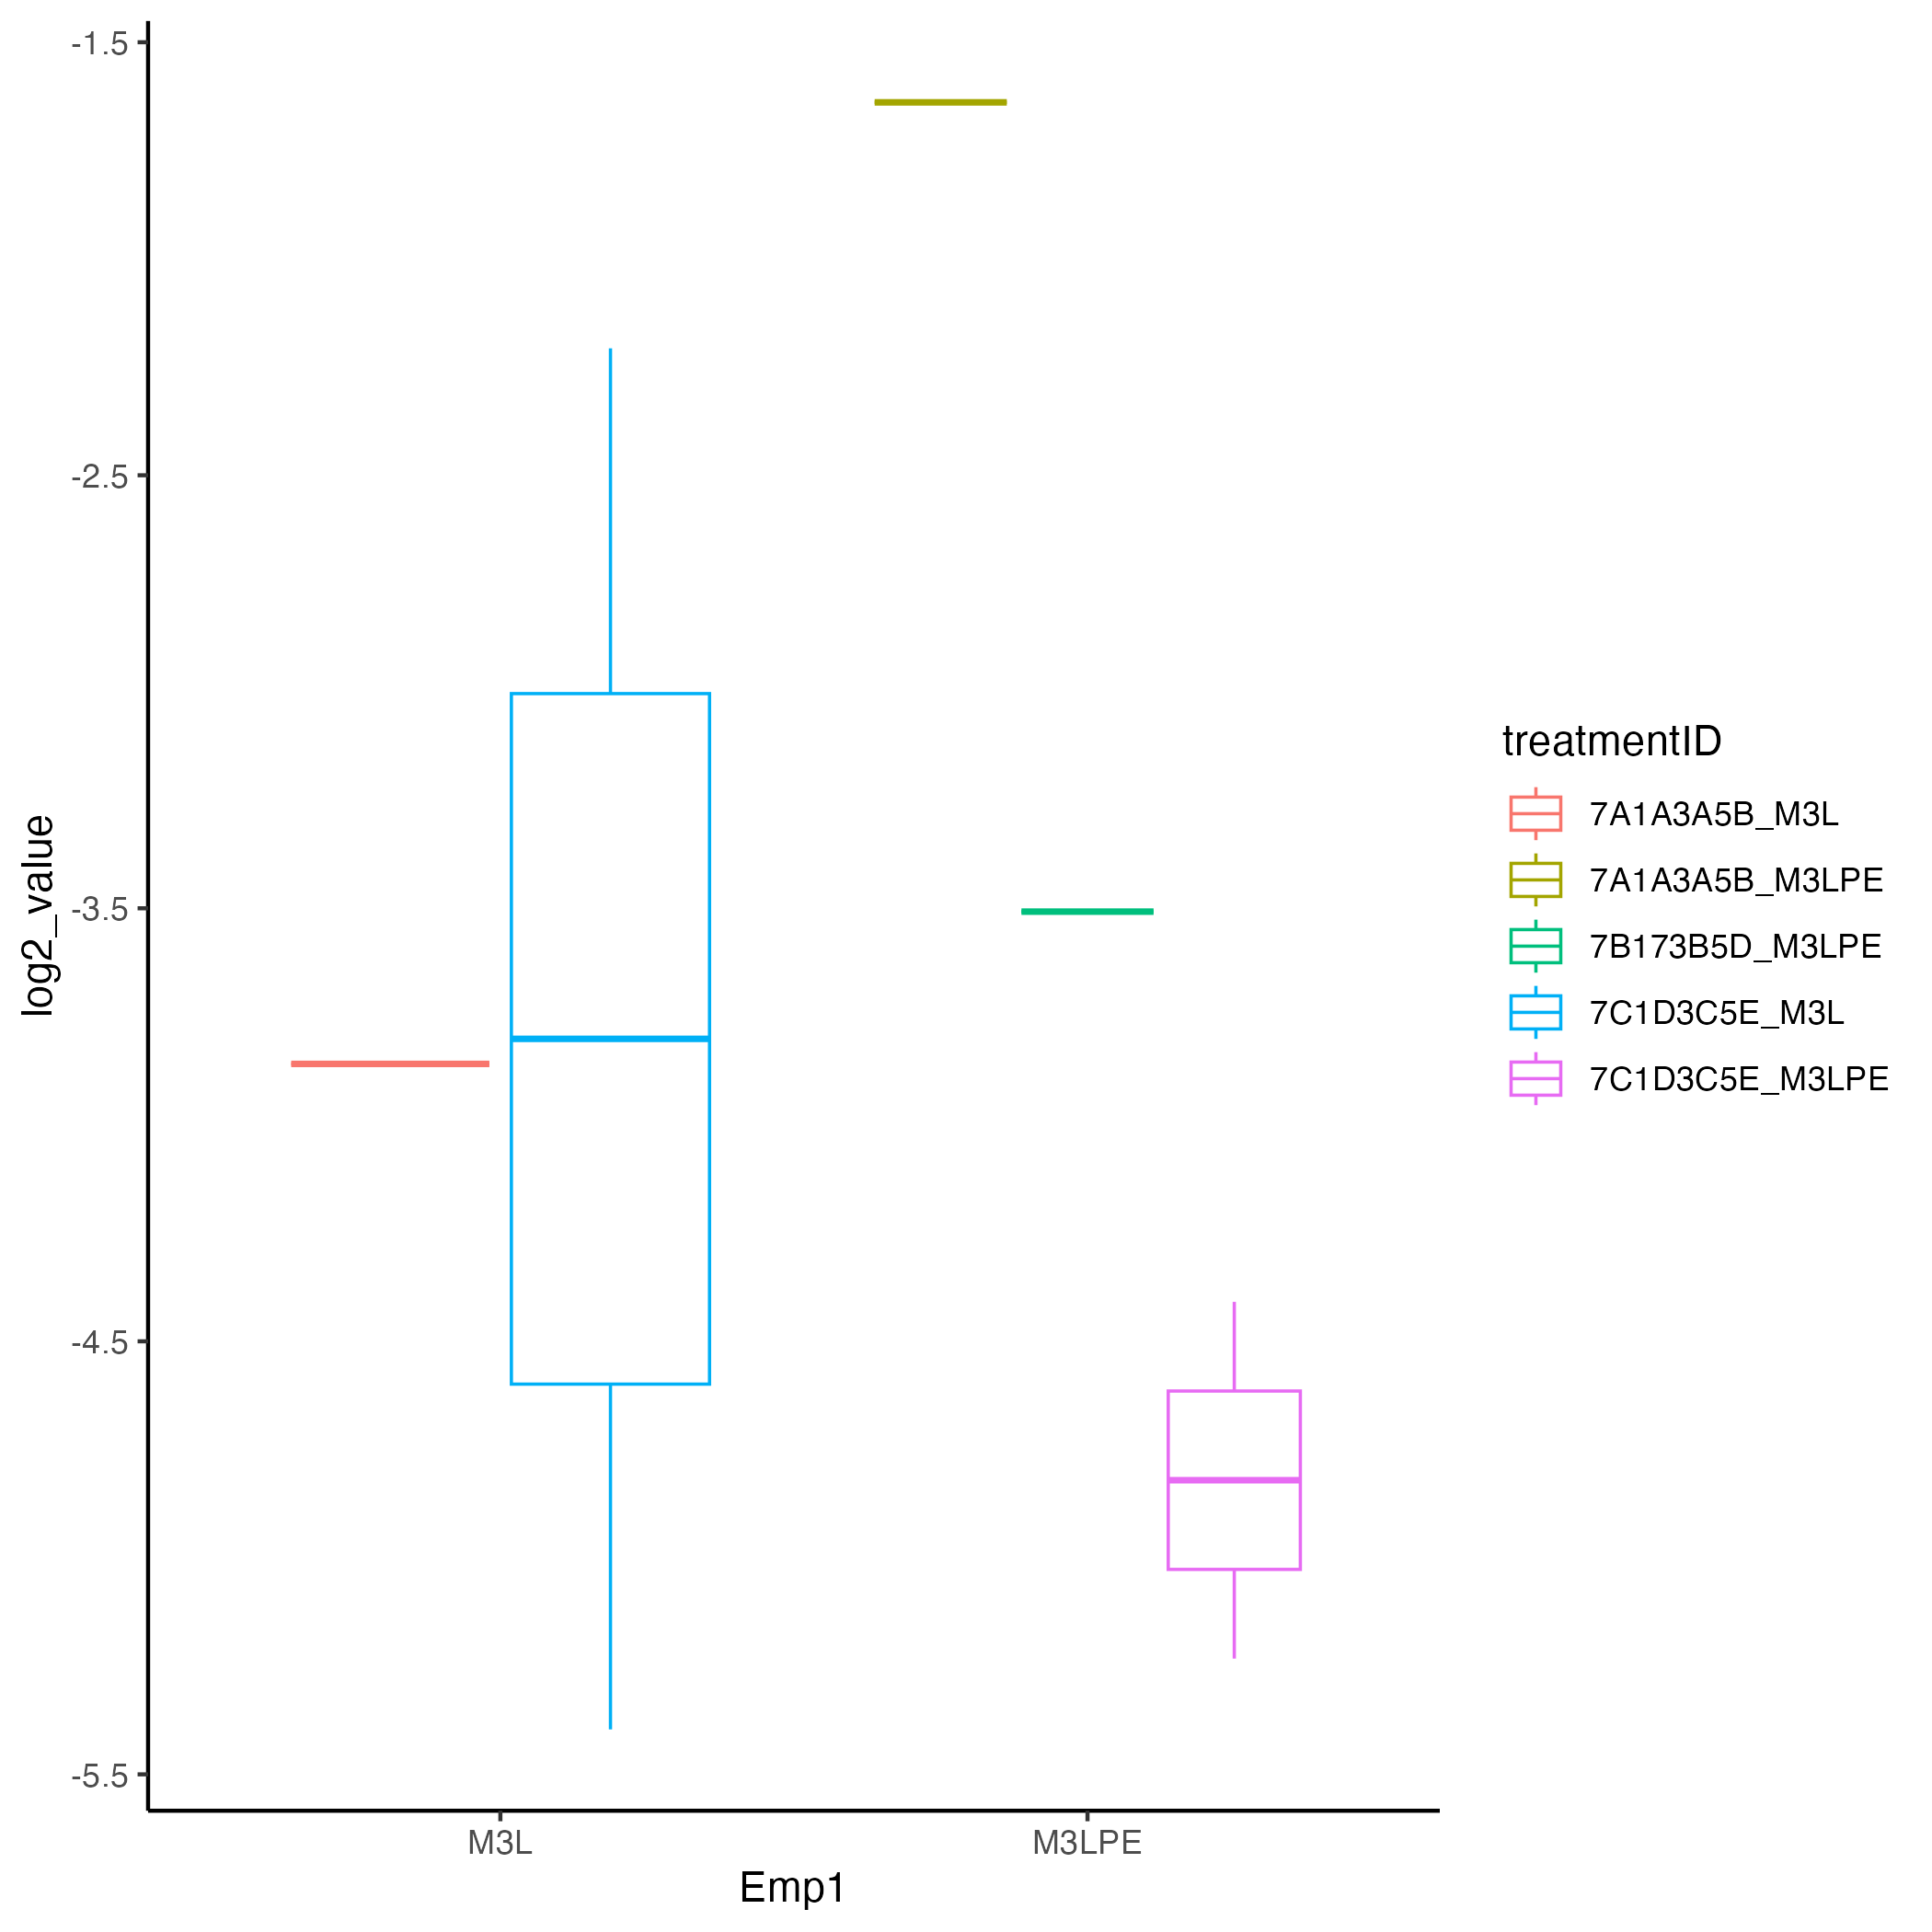 -1.5
-2.5
-3.5
-4.5
-5.5
log2_value
M3L
M3LPE
Emp1
treatmentID
7A1A3A5B_M3L
7A1A3A5B_M3LPE
7B173B5D_M3LPE
7C1D3C5E_M3L
7C1D3C5E_M3LPE